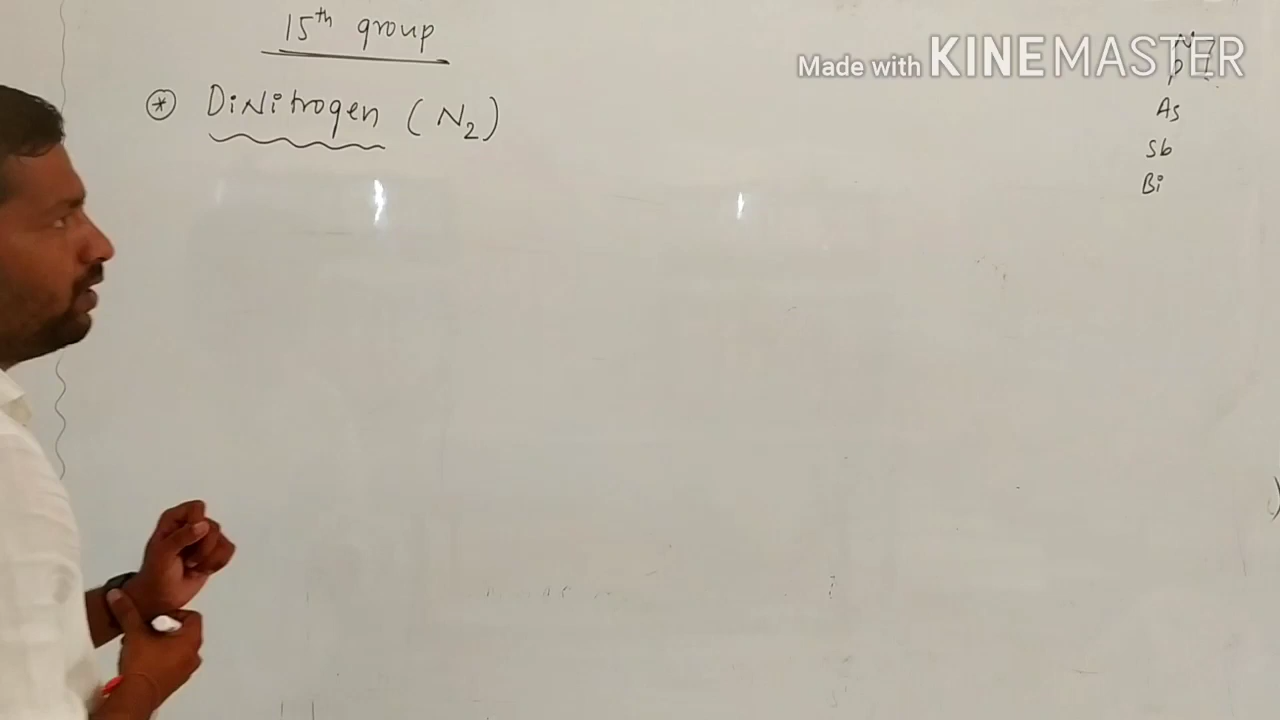 15th group
Made with KINEMASTER
N
P
* DiNitrogen (N2)
As
Sb
Bi